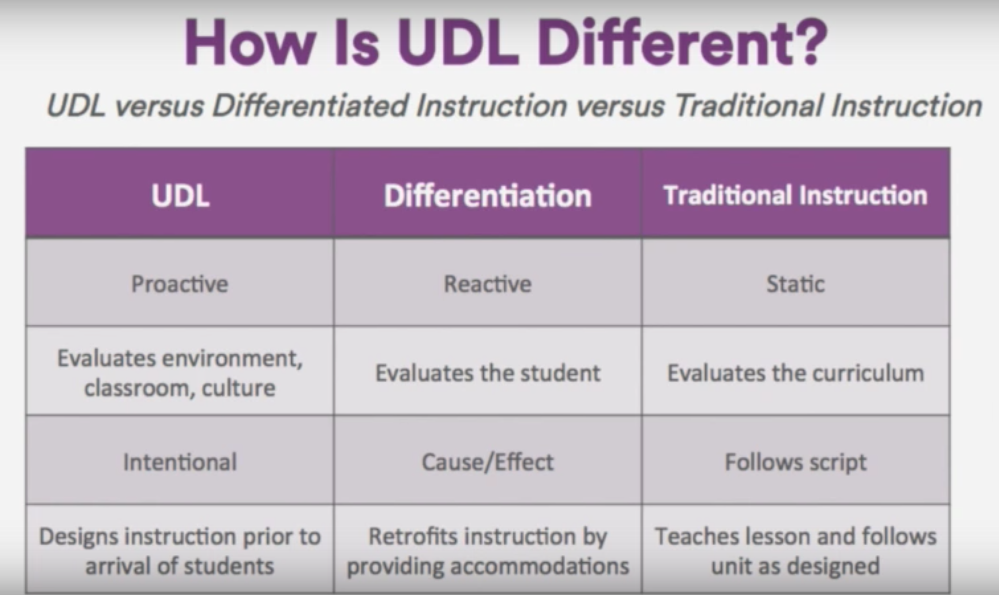 How Is UDL Different?
UDL versus Differentiated Instruction versus Traditional Instruction
UDL
Differentiation
Traditional Instruction
Proactive
Reactive
Static
Evaluates environment,
classroom, culture
Evaluates the student
Evaluates the curriculum
Intentional
Cause/Effect
Follows script
Designs instruction prior to
arrival of students
Retrofits instruction by
providing accommodations
Teaches lesson and follows
unit as designed